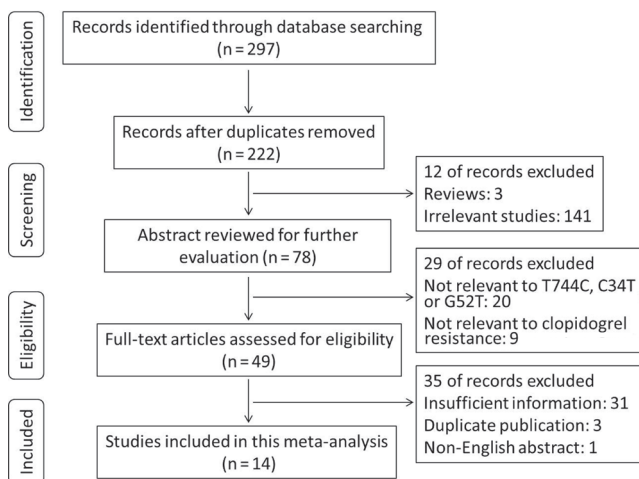 Identification
Records identified through database searching
(n = 297)
Records after duplicates removed
(n = 222)
Screening
12 of records excluded
Reviews: 3
Irrelevant studies: 141
Abstract reviewed for further
evaluation (n = 78)
29 of records excluded
Not relevant to T744C, C34T
or G52T: 20
Not relevant to clopidogrel
resistance: 9
Eligibility
Full-text articles assessed for eligibility
(n = 49)
35 of records excluded
Insufficient information: 31
Duplicate publication: 3
Non-English abstract: 1
Included
Studies included in this meta-analysis
(n = 14)